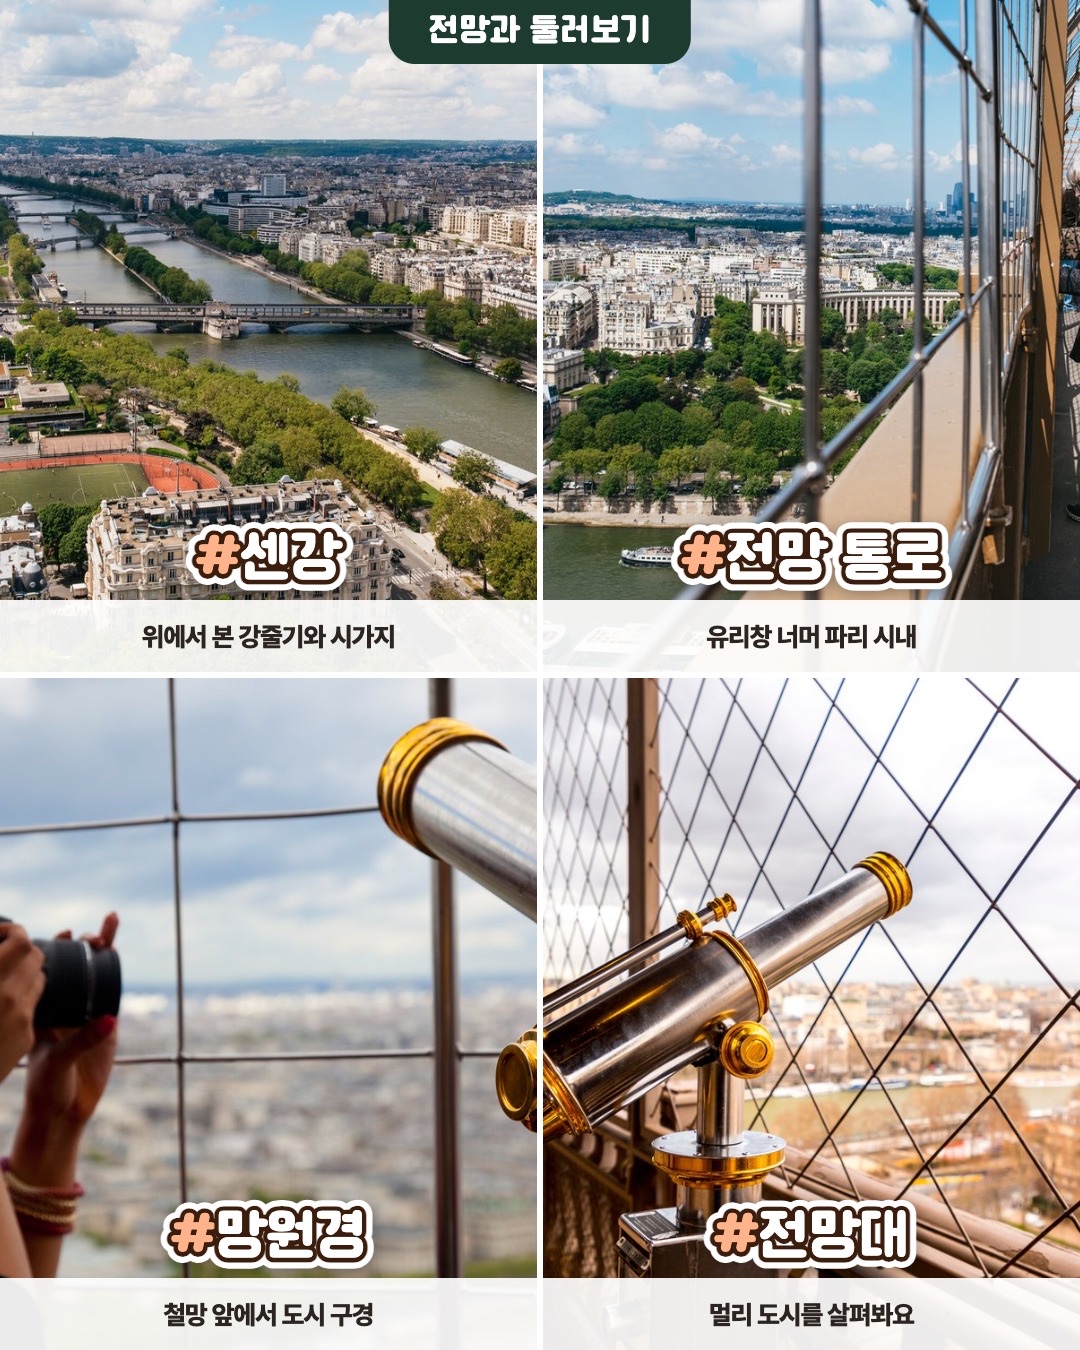 전망과 둘러보기
#센강
위에서 본 강줄기와 시가지
#전망 통로
유리창 너머 파리 시내
#망원경
철망 앞에서 도시 구경
#전망대
멀리 도시를 살펴봐요